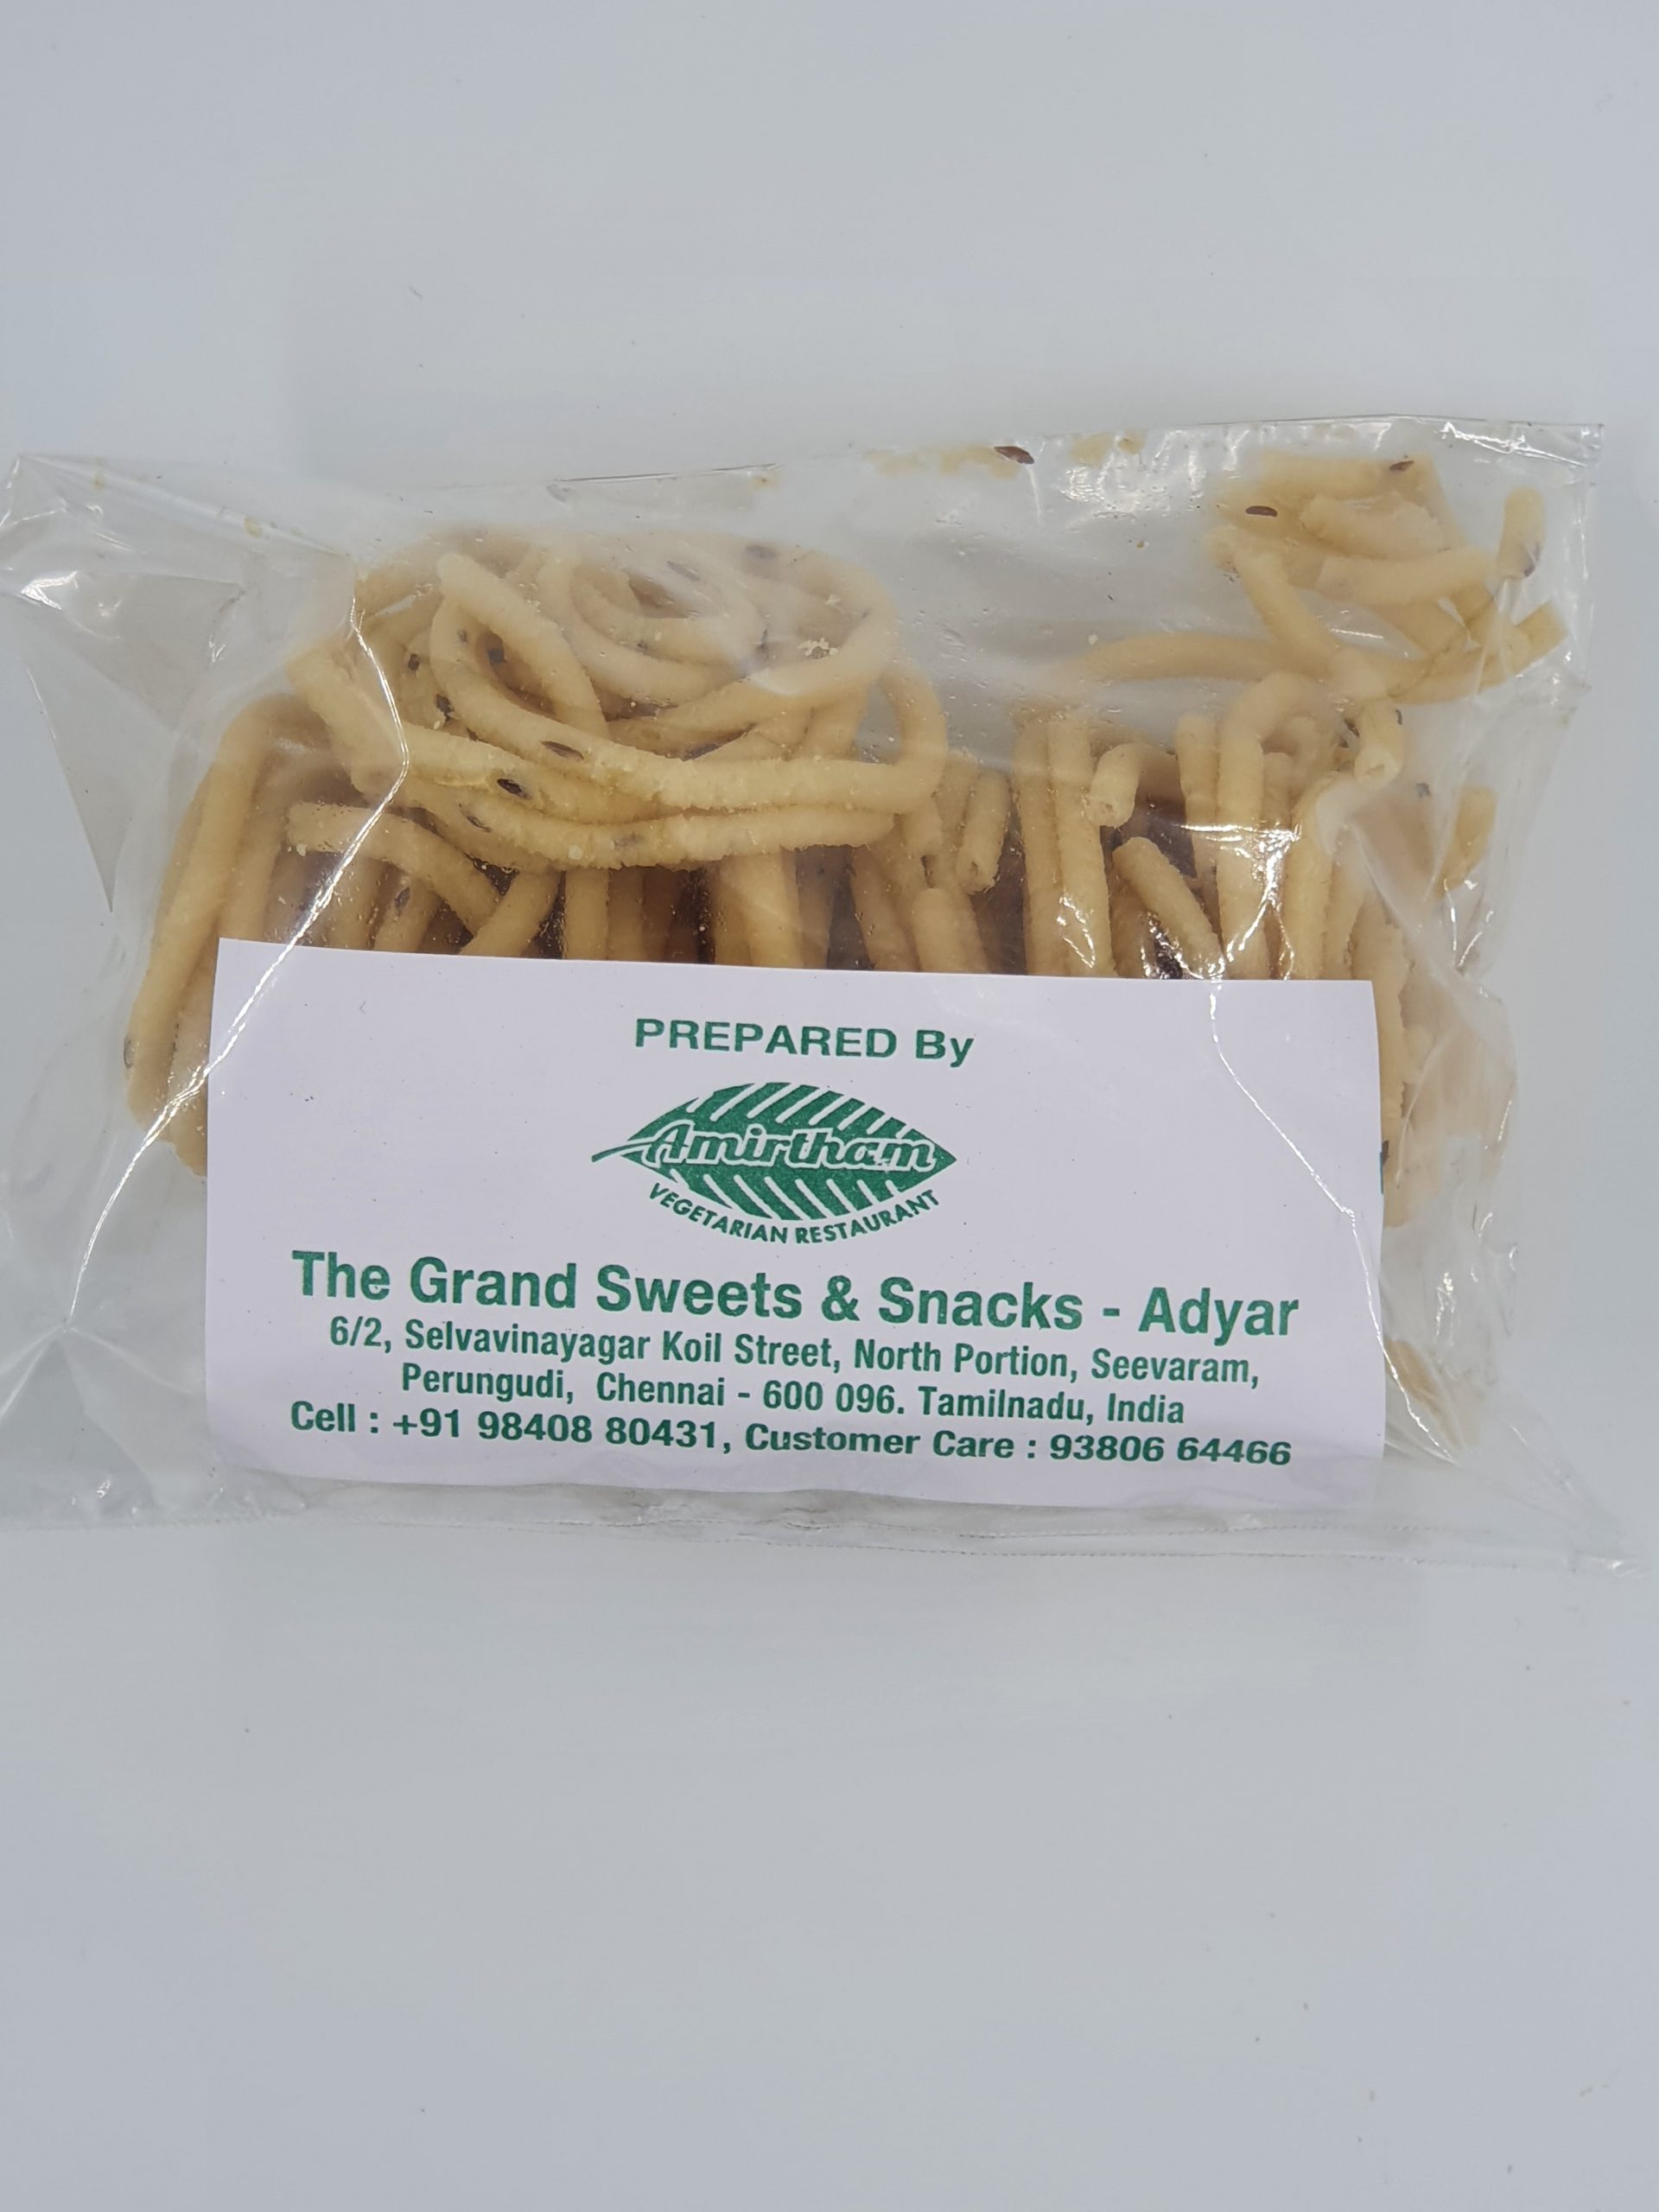 PREPARED By
Amirtham
VEGETARIAN RESTAURANT
The Grand Sweets & Snacks - Adyar
6/2, Selvavinayagar Koil Street, North Portion, Seevaram,
Perungudi, Chennai - 600 096. Tamilnadu, India
Cell : +91 98408 80431, Customer Care : 93806 64466